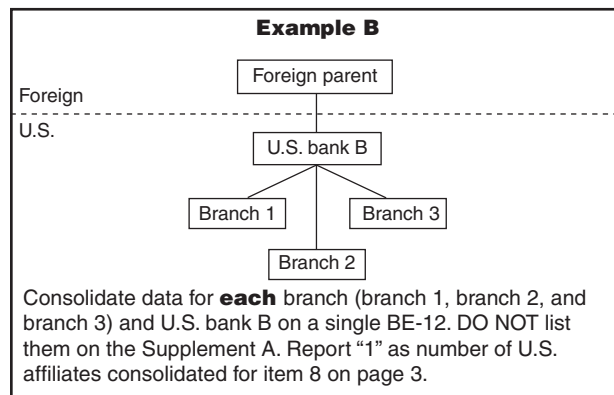 Example B
Foreign parent
Foreign
U.S.
U.S. bank B
Branch 1
Branch 3
Branch 2
Consolidate data for each branch (branch 1, branch 2, and
branch 3) and U.S. bank B on a single BE-12. DO NOT list
them on the Supplement A. Report “1” as number of U.S.
affiliates consolidated for item 8 on page 3.